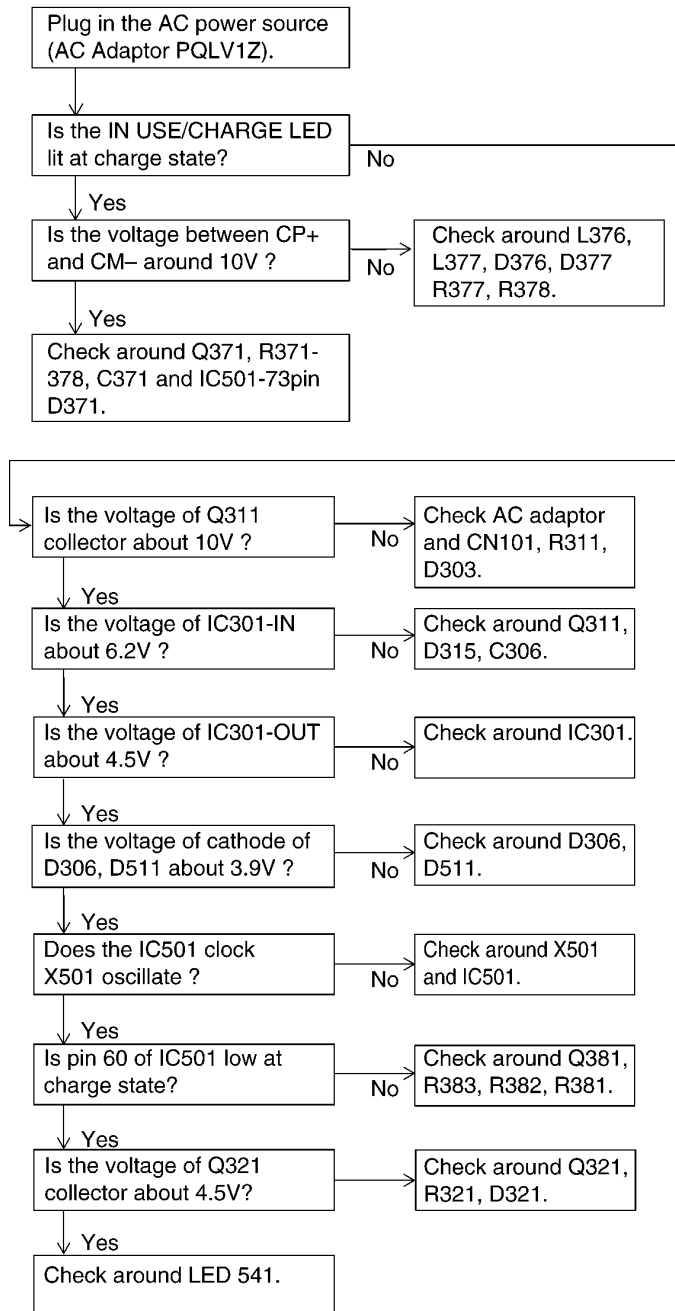 Plug in the AC power source
(AC Adaptor PQLV1Z).
Is the IN USE/CHARGE LED
lit at charge state?
No
Yes
Is the voltage between CP+
and CM– around 10V ?
No
Check around L376,
L377, D376, D377
R377, R378.
Yes
Check around Q371, R371-
378, C371 and IC501-73pin
D371.
Is the voltage of Q311
collector about 10V ?
No
Check AC adaptor
and CN101, R311,
D303.
Yes
Is the voltage of IC301-IN
about 6.2V ?
No
Check around Q311,
D315, C306.
Yes
Is the voltage of IC301-OUT
about 4.5V ?
No
Check around IC301.
Yes
Is the voltage of cathode of
D306, D511 about 3.9V ?
No
Check around D306,
D511.
Yes
Does the IC501 clock
X501 oscillate ?
No
Check around X501
and IC501.
Yes
Is pin 60 of IC501 low at
charge state?
No
Check around Q381,
R383, R382, R381.
Yes
Is the voltage of Q321
collector about 4.5V?
Check around Q321,
R321, D321.
Yes
Check around LED 541.